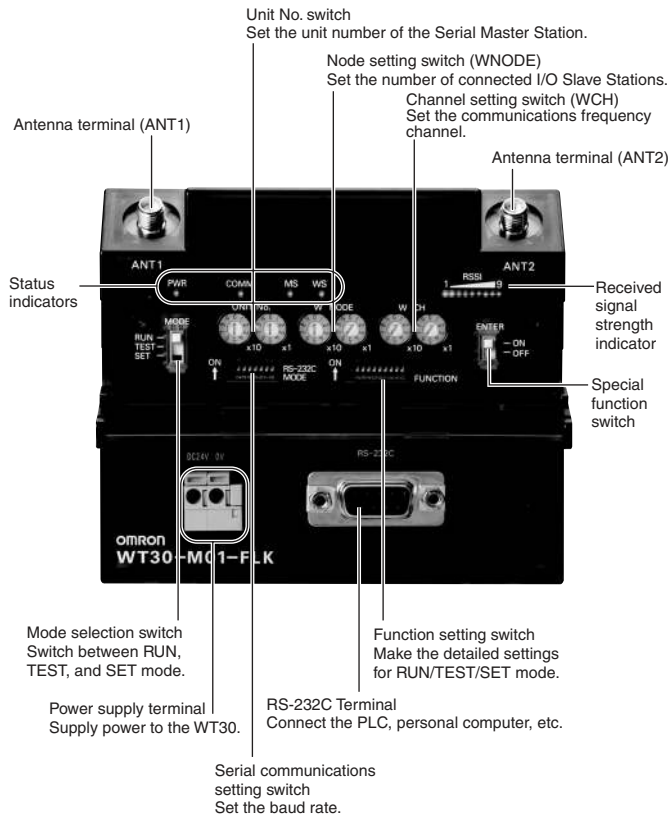 Unit No. switch
Set the unit number of the Serial Master Station.
Node setting switch (WNODE)
Set the number of connected I/O Slave Stations.
Channel setting switch (WCH)
Set the communications frequency
channel.
Antenna terminal (ANT1)
Antenna terminal (ANT2)
ANT1
ANT2
Status
indicators
PWR
COMM
MS
WS
RSSI
1
9
Received
signal
strength
indicator
MODE
RUN
TEST
SET
UNIT No.
W NODE
W CH
x10
x1
x10
x1
x10
x1
ENTER
ON
OFF
Special
function
switch
ON
RS-232C
MODE
ON
FUNCTION
DC24V 0V
RS-232C
OMRON
WT30-M01-FLK
Mode selection switch
Switch between RUN,
TEST, and SET mode.
Function setting switch
Make the detailed settings
for RUN/TEST/SET mode.
Power supply terminal
Supply power to the WT30.
RS-232C Terminal
Connect the PLC, personal computer, etc.
Serial communications
setting switch
Set the baud rate.